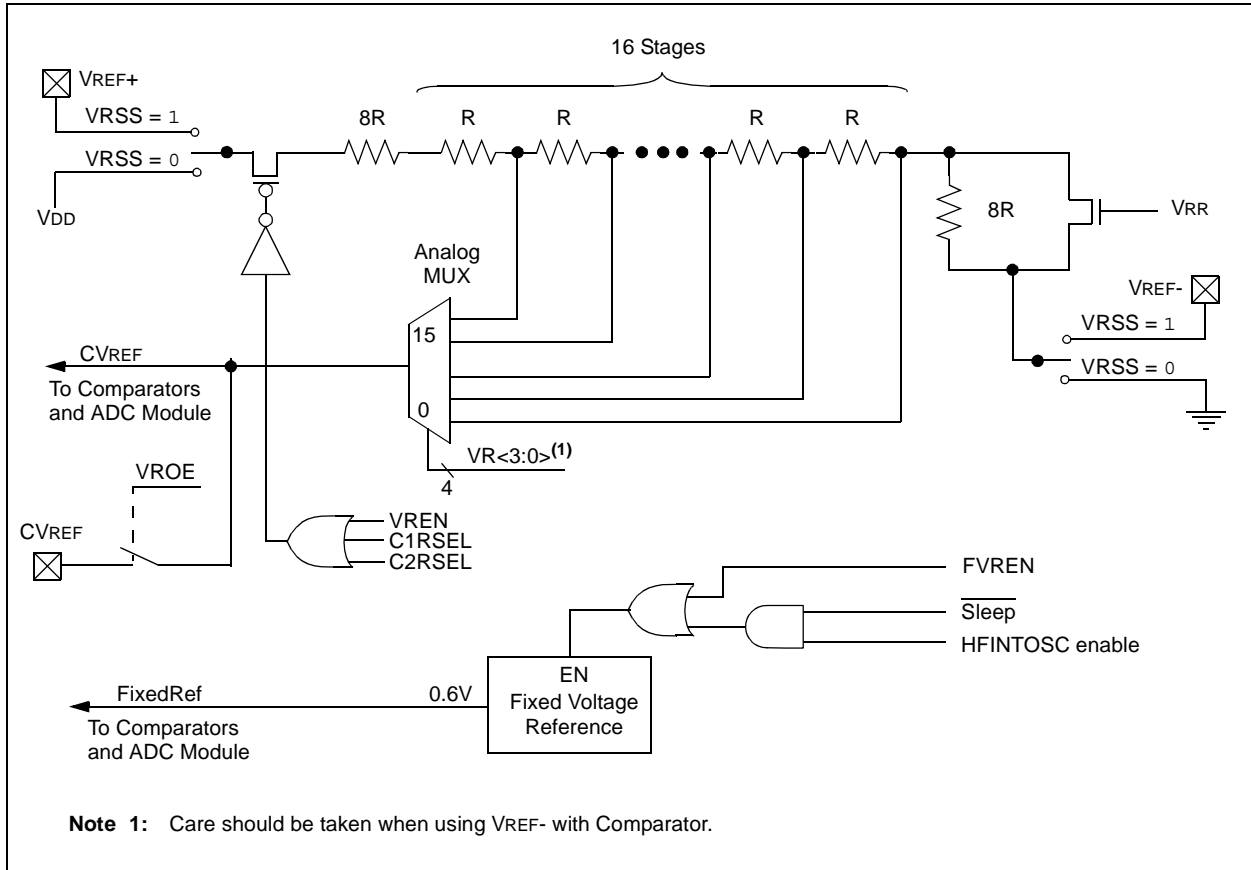 16 Stages
VREF+
VRSS = 1
8R
R
R
R
R
VRSS = 0
VDD
8R
VRR
Analog
MUX
VREF-
15
VRSS = 1
CVREF
VRSS = 0
To Comparators
and ADC Module
0
VR<3:0>(1)
VROE
4
CVREF
VREN
C1RSEL
C2RSEL
FVREN
Sleep
HFINTOSC enable
EN
FixedRef
0.6V
Fixed Voltage
Reference
To Comparators
and ADC Module
Note 1: Care should be taken when using VREF- with Comparator.